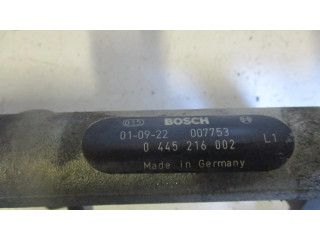 BOSCH
01-09-22 007753
0 445 216 002 L1
Made in Germany